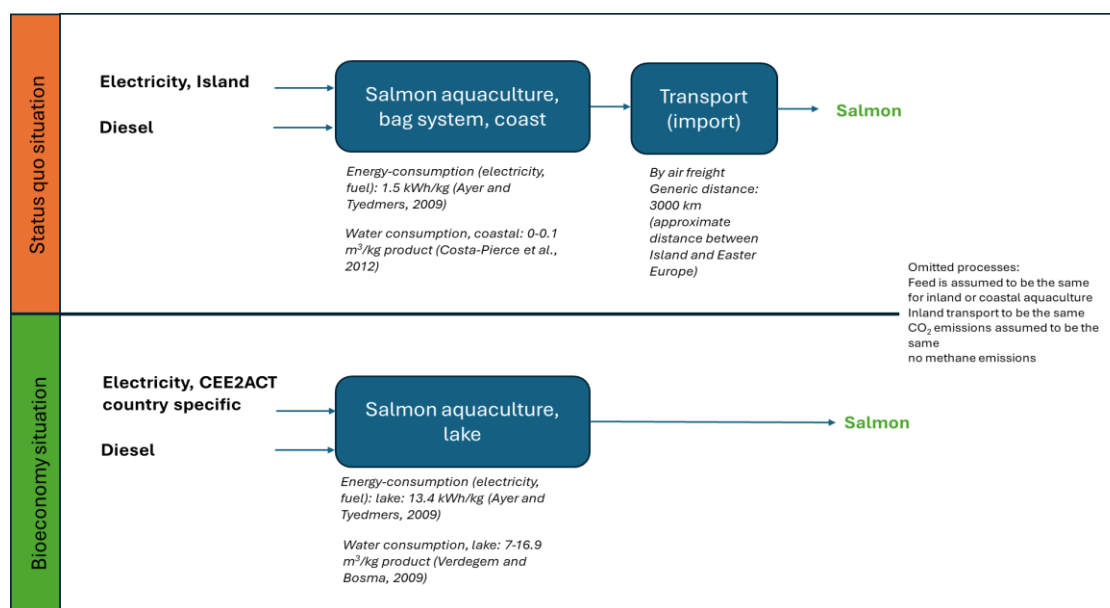 Status quo situation
Electricity, Island
Diesel
Salmon aquaculture,
bag system, coast
Transport
(import)
Salmon
Energy-consumption (electricity,
fuel): 1.5 kWh/kg (Ayer and
Tyedmers, 2009)
Water consumption, coastal: 0-0.1
m³/kg product (Costa-Pierce et al.,
2012)
By air freight
Generic distance:
3000 km
(approximate
distance between
Island and Easter
Europe)
Omitted processes:
Feed is assumed to be the same
for inland or coastal aquaculture
Inland transport to be the same
CO₂ emissions assumed to be the
same
no methane emissions
Bioeconomy situation
Electricity, CEE2ACT
country specific
Diesel
Salmon aquaculture,
lake
Salmon
Energy-consumption (electricity,
fuel): lake: 13.4 kWh/kg (Ayer and
Tyedmers, 2009)
Water consumption, lake: 7-16.9
m³/kg product (Verdegem and
Bosma, 2009)